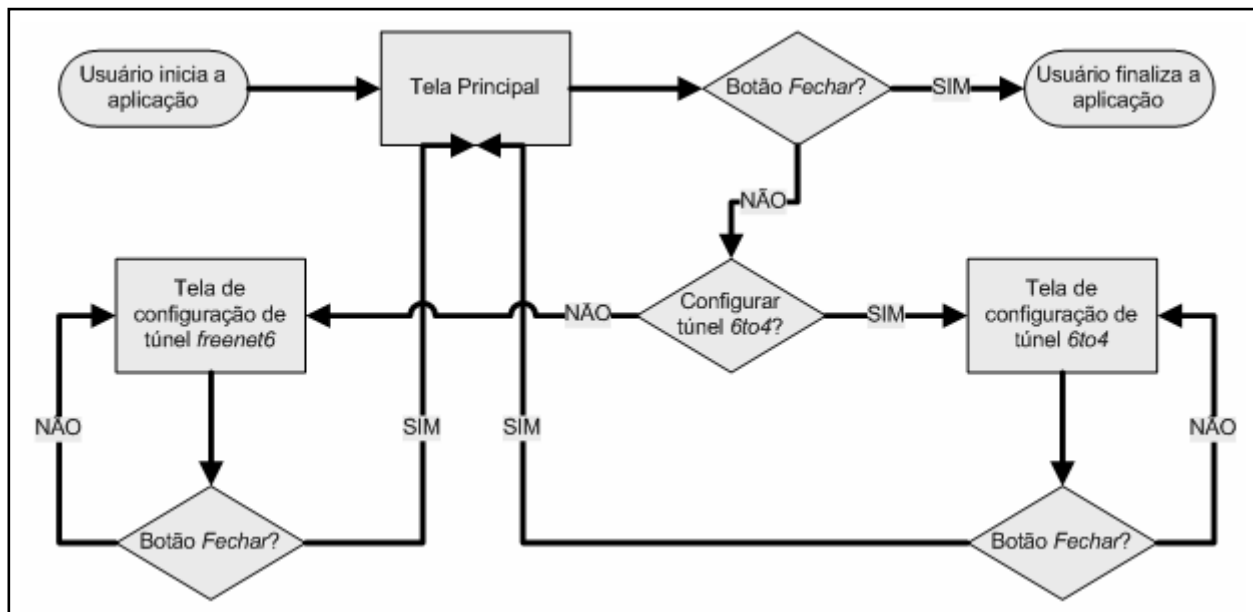 Usuário inicia a
aplicação
Tela Principal
Botão Fechar?
SIM
Usuário finaliza a
aplicação
NÃO
Tela de
configuração de
túnel freenet6
NÃO
Configurar
túnel 6to4?
SIM
Tela de
configuração de
túnel 6to4
NÃO
SIM
SIM
NÃO
Botão Fechar?
Botão Fechar?